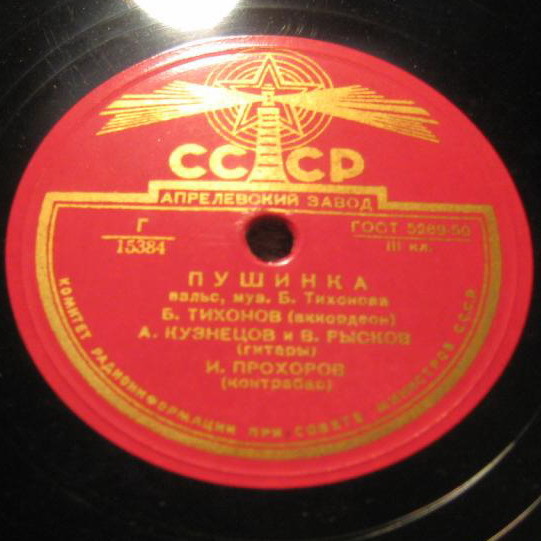 СССР
АПРЕЛЕВСКИЙ ЗАВОД
Г
15384
ГОСТ 5289-50
III кл.
ПУШИНКА
вальс, муз. Б. Тихонова
Б. ТИХОНОВ (аккордеон)
А. КУЗНЕЦОВ и В. РЫСКОВ
(гитары)
И. ПРОХОРОВ
(контрабас)
КОМИТЕТ РАДИОИНФОРМАЦИИ ПРИ СОВЕТЕ МИНИСТРОВ СССР